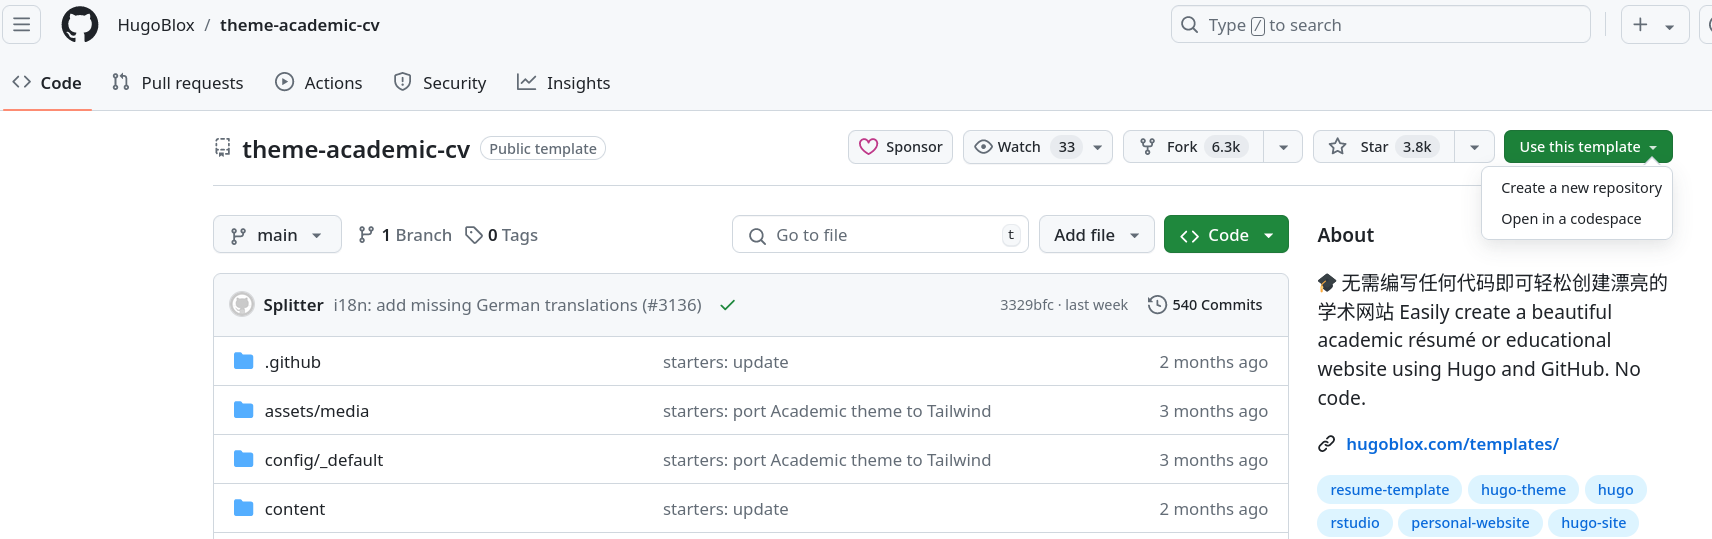 HugoBlox / theme-academic-cv
Type / to search
Code Pull requests Actions Security Insights
theme-academic-cv Public template
Sponsor Watch 33 Fork 6.3k Star 3.8k Use this template
Create a new repository
Open in a codespace
main 1 Branch 0 Tags Go to file t Add file Code
Splitter i18n: add missing German translations (#3136) 3329bfc · last week 540 Commits
.github starters: update 2 months ago
assets/media starters: port Academic theme to Tailwind 3 months ago
config/_default starters: port Academic theme to Tailwind 3 months ago
content starters: update 2 months ago
About
🎓 无需编写任何代码即可轻松创建漂亮的
学术网站 Easily create a beautiful
academic résumé or educational
website using Hugo and GitHub. No
code.
hugoblox.com/templates/
resume-template hugo-theme hugo
rstudio personal-website hugo-site